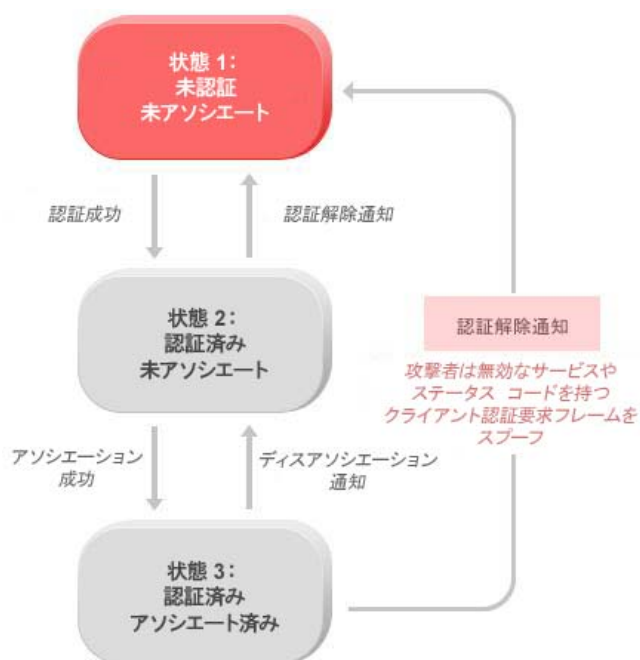 状態 1：
未認証
未アソシエート
認証成功
認証解除通知
状態 2：
認証済み
未アソシエート
認証解除通知
攻撃者は無効なサービスや
ステータス コードを持つ
クライアント認証要求フレームを
スプーフ
アソシエーション
成功
ディスアソシエーション
通知
状態 3：
認証済み
アソシエート済み